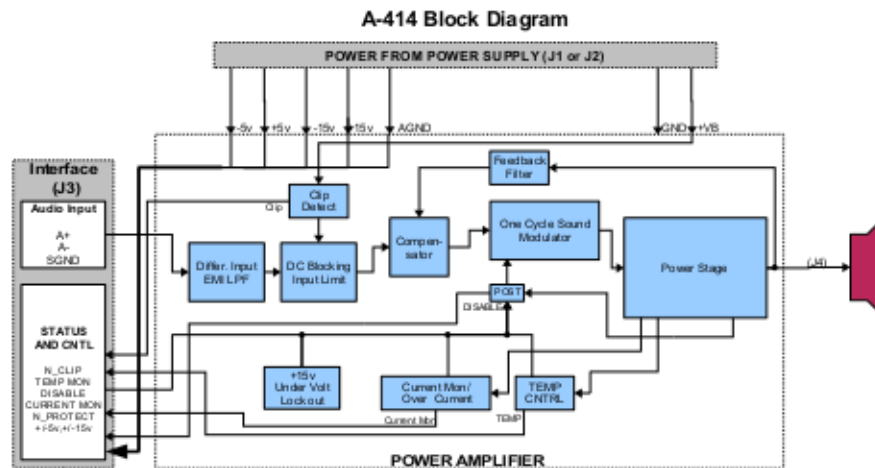 A-414 Block Diagram
POWER FROM POWER SUPPLY (J1 or J2)
-5v
+5v
-15v
15v
AGND
GND
+VB
Interface
(J3)
Audio Input
A+
A-
SGND
Clip
Clip
Detect
Feedback
Filter
Differ. Input
EMI LPF
DC Blocking
Input Limit
Compen-
sator
One Cycle Sound
Modulator
Power Stage
(J4)
POST
DISABLE
STATUS
AND CNTL
N_CLIP
TEMP MON
DISABLE
CURRENT MON
N_PROTECT
+/-5v,+/-15v
+15v
Under Volt
Lockout
Current Mon/
Over Current
TEMP
CNTRL
Current Mon
TEMP
POWER AMPLIFIER